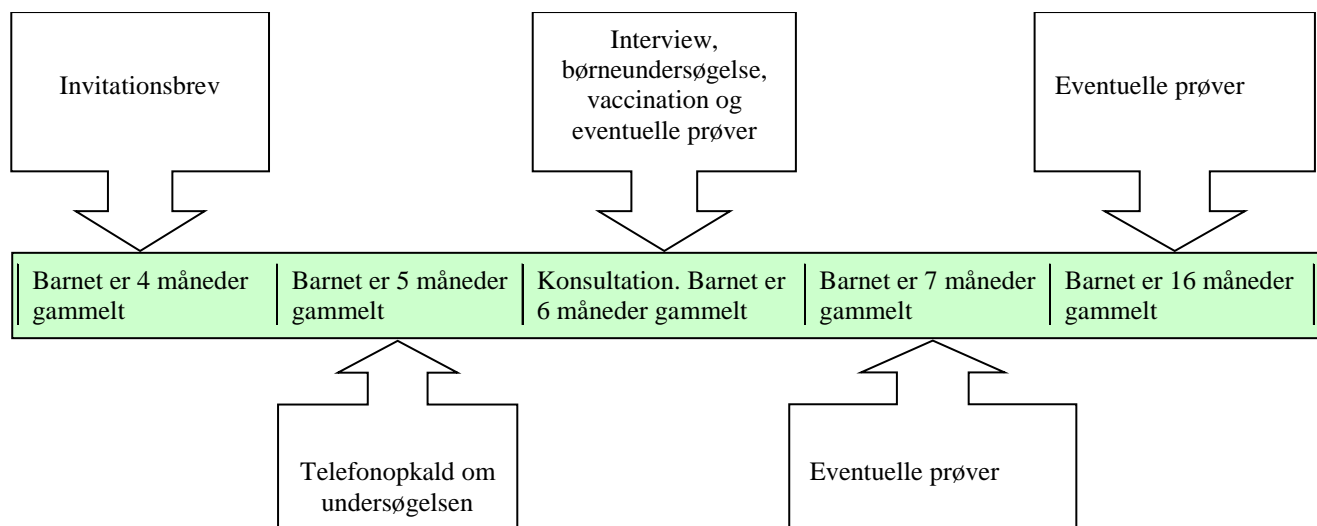 Invitationsbrev
Interview,
børneundersøgelse,
vaccination og
eventuelle prøver
Eventuelle prøver
Barnet er 4 måneder
gammelt
Barnet er 5 måneder
gammelt
Konsultation. Barnet er
6 måneder gammelt
Barnet er 7 måneder
gammelt
Barnet er 16 måneder
gammelt
Telefonopkald om
undersøgelsen
Eventuelle prøver